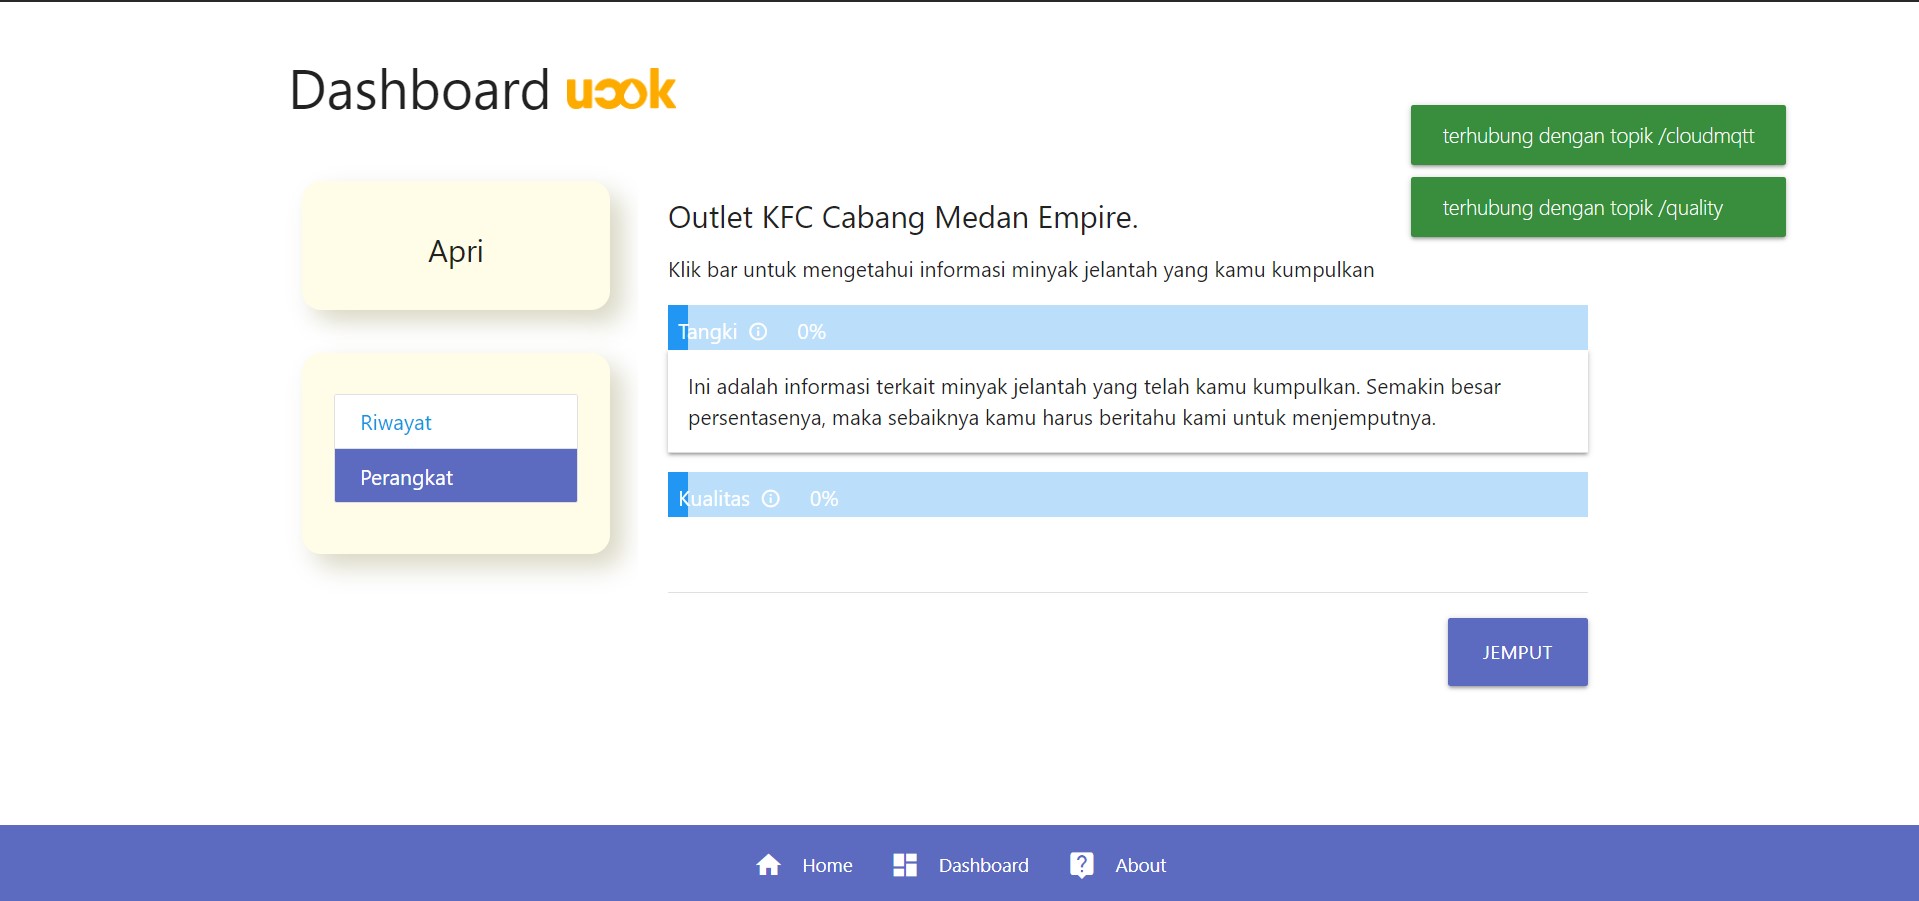 Dashboard ucok
terhubung dengan topik /cloudmqtt
terhubung dengan topik /quality
Apri
Riwayat
Perangkat
Outlet KFC Cabang Medan Empire.
Klik bar untuk mengetahui informasi minyak jelantah yang kamu kumpulkan
Tangki 0%
Ini adalah informasi terkait minyak jelantah yang telah kamu kumpulkan. Semakin besar
persentasenya, maka sebaiknya kamu harus beritahu kami untuk menjemputnya.
Kualitas 0%
JEMPUT
Home Dashboard About